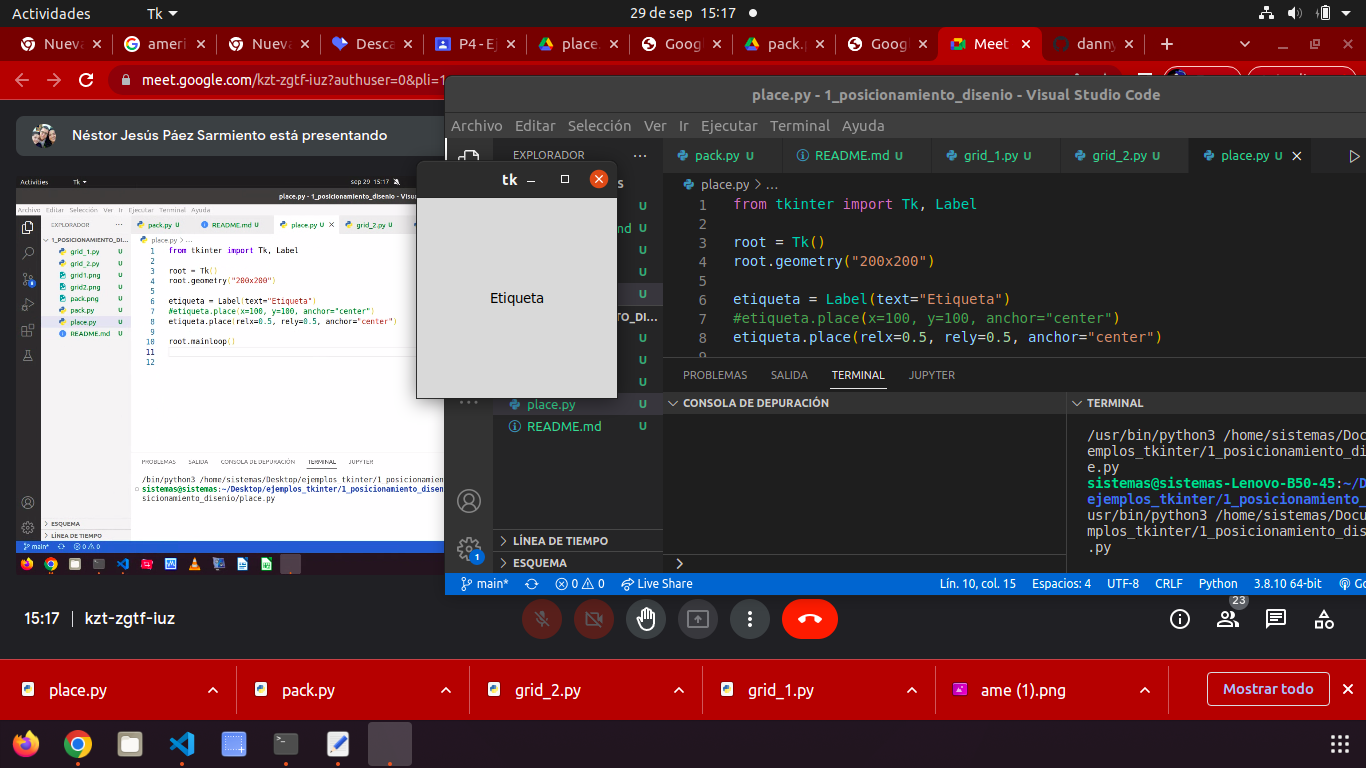 Actividades Tk 29 de sep 15:17
Nueva ameri Nueva Desca P4 - Ej place. Goog pack.p Goog Meet danny
meet.google.com/kzt-zgtf-iuz?authuser=0&pli=1
Néstor Jesús Páez Sarmiento está presentando
Activities Tk sep 29 15:17
place.py - 1_posicionamiento_disenio - Visua
Archivo Editar Selección Ver Ir Ejecutar Terminal Ayuda
EXPLORADOR ... pack.py U README.md U place.py U grid_2.py U
1_POSICIONAMIENTO_DI...
place.py > ...
grid_1.py U
grid_2.py U
grid1.png U
grid2.png U
pack.png U
pack.py U
place.py U
README.md U
1 from tkinter import Tk, Label
2
3 root = Tk()
4 root.geometry("200x200")
5
6 etiqueta = Label(text="Etiqueta")
7 #etiqueta.place(x=100, y=100, anchor="center")
8 etiqueta.place(relx=0.5, rely=0.5, anchor="center")
9
10 root.mainloop()
11
12
PROBLEMAS SALIDA CONSOLA DE DEPURACIÓN TERMINAL JUPYTER
/bin/python3 /home/sistemas/Desktop/ejemplos_tkinter/1_posicionamien
sistemas@sistemas:~/Desktop/ejemplos_tkinter/1_posicionamiento_disen
sicionamiento_disenio/place.py
ESQUEMA
LÍNEA DE TIEMPO
main* 0 0
tk
Etiqueta
place.py - 1_posicionamiento_disenio - Visual Studio Code
Archivo Editar Selección Ver Ir Ejecutar Terminal Ayuda
EXPLORADOR ...
pack.py U README.md U grid_1.py U grid_2.py U place.py U
place.py > ...
S
U
md U
U
U
U
TO_DI...
U
U
U
place.py U
README.md U
1 from tkinter import Tk, Label
2
3 root = Tk()
4 root.geometry("200x200")
5
6 etiqueta = Label(text="Etiqueta")
7 #etiqueta.place(x=100, y=100, anchor="center")
8 etiqueta.place(relx=0.5, rely=0.5, anchor="center")
9
PROBLEMAS SALIDA TERMINAL JUPYTER
CONSOLA DE DEPURACIÓN
TERMINAL
/usr/bin/python3 /home/sistemas/Doc
emplos_tkinter/1_posicionamiento_di
e.py
sistemas@sistemas-Lenovo-B50-45:~/D
ejemplos_tkinter/1_posicionamiento_
usr/bin/python3 /home/sistemas/Docu
mplos_tkinter/1_posicionamiento_dis
.py
LÍNEA DE TIEMPO
ESQUEMA
1
main* 0 0 Live Share Lín. 10, col. 15 Espacios: 4 UTF-8 CRLF Python 3.8.10 64-bit Go
15:17 | kzt-zgtf-iuz
23
place.py pack.py grid_2.py grid_1.py ame (1).png Mostrar todo